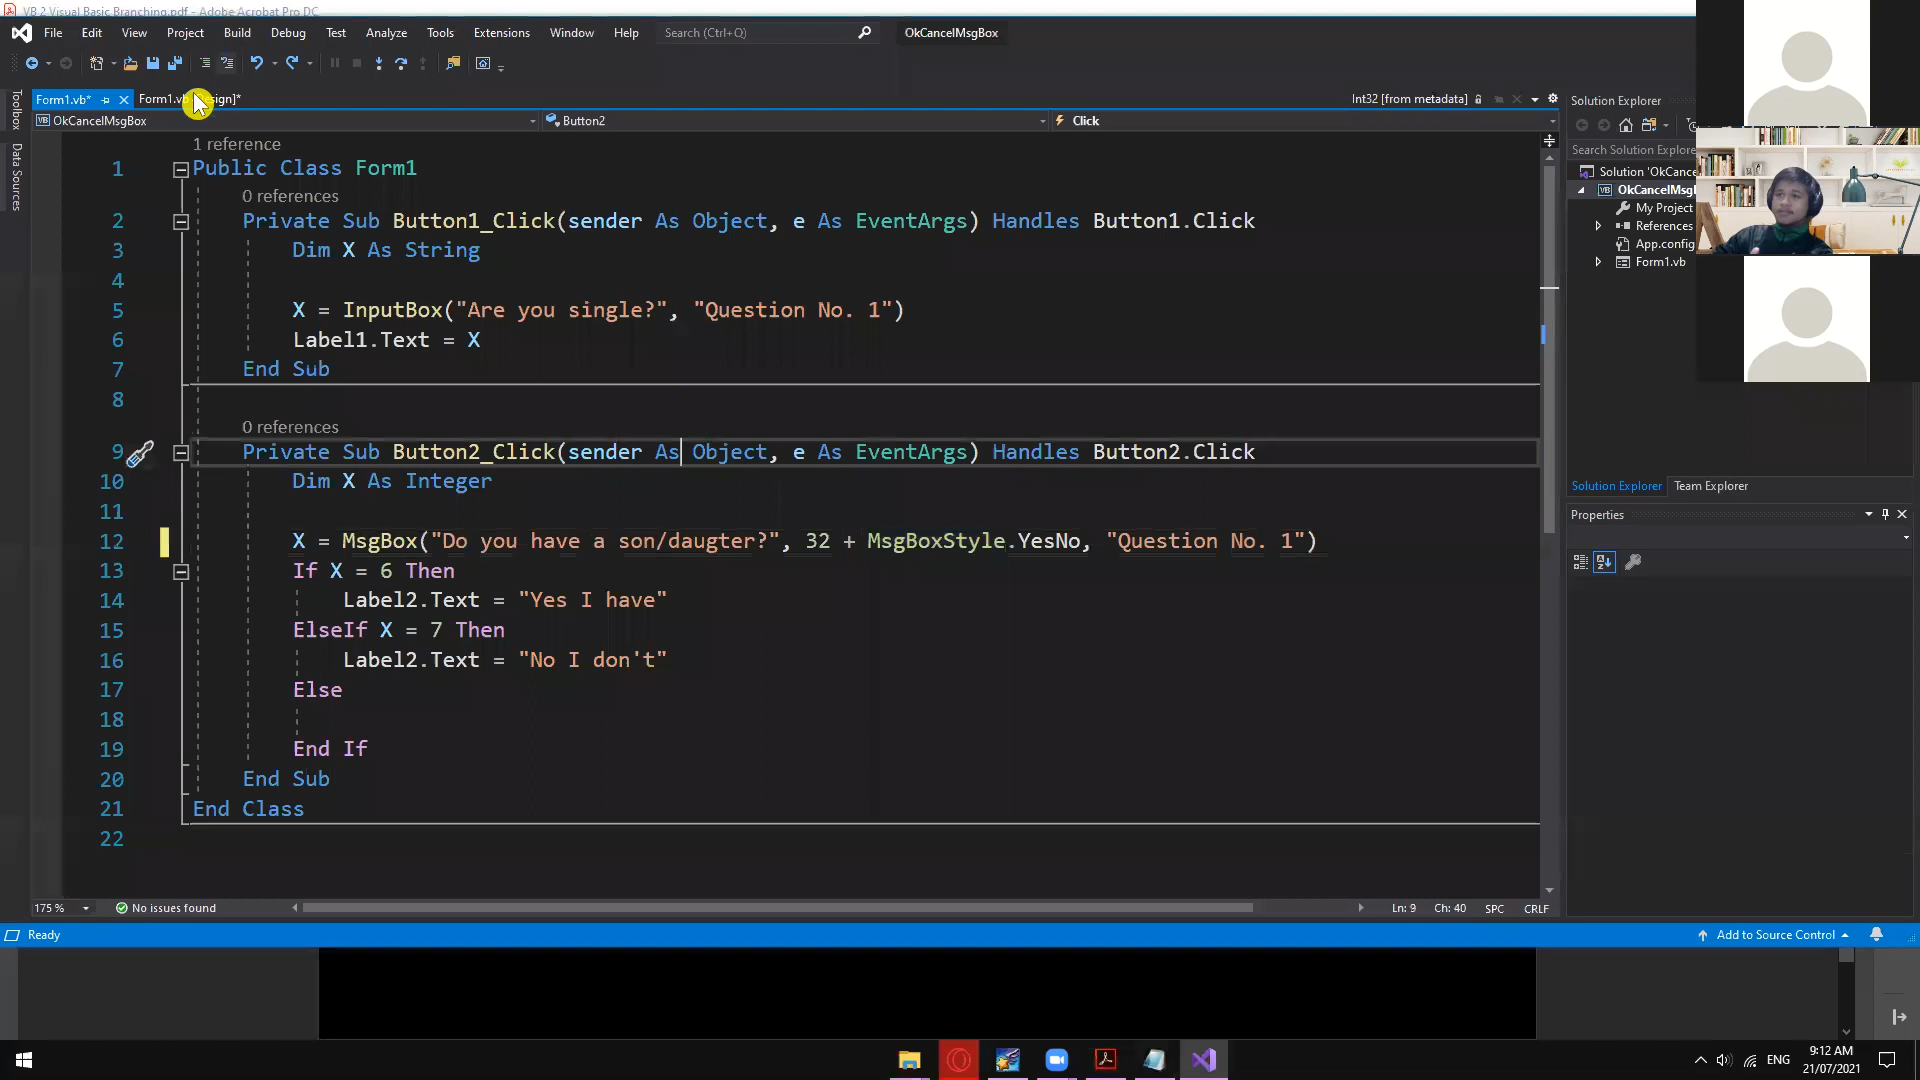 VB 2 Visual Basic Branching.pdf - Adobe Acrobat Pro DC
File Edit View Project Build Debug Test Analyze Tools Extensions Window Help Search (Ctrl+Q) OkCancelMsgBox
Form1.vb* Form1.vb [Design]* Int32 [from metadata]
OkCancelMsgBox Button2 Click
Toolbox
Data Sources
1 reference
1 Public Class Form1
0 references
2 Private Sub Button1_Click(sender As Object, e As EventArgs) Handles Button1.Click
3 Dim X As String
4
5 X = InputBox("Are you single?", "Question No. 1")
6 Label1.Text = X
7 End Sub
8
0 references
9 Private Sub Button2_Click(sender As Object, e As EventArgs) Handles Button2.Click
10 Dim X As Integer
11
12 X = MsgBox("Do you have a son/daugter?", 32 + MsgBoxStyle.YesNo, "Question No. 1")
13 If X = 6 Then
14 Label2.Text = "Yes I have"
15 ElseIf X = 7 Then
16 Label2.Text = "No I don't"
17 Else
18
19 End If
20 End Sub
21 End Class
22
175 % No issues found Ln: 9 Ch: 40 SPC CRLF
Solution Explorer
Search Solution Explore
Solution 'OkCance
OkCancelMsgl
My Project
References
App.config
Form1.vb
Solution Explorer Team Explorer
Properties
Ready Add to Source Control
ENG
9:12 AM
21/07/2021